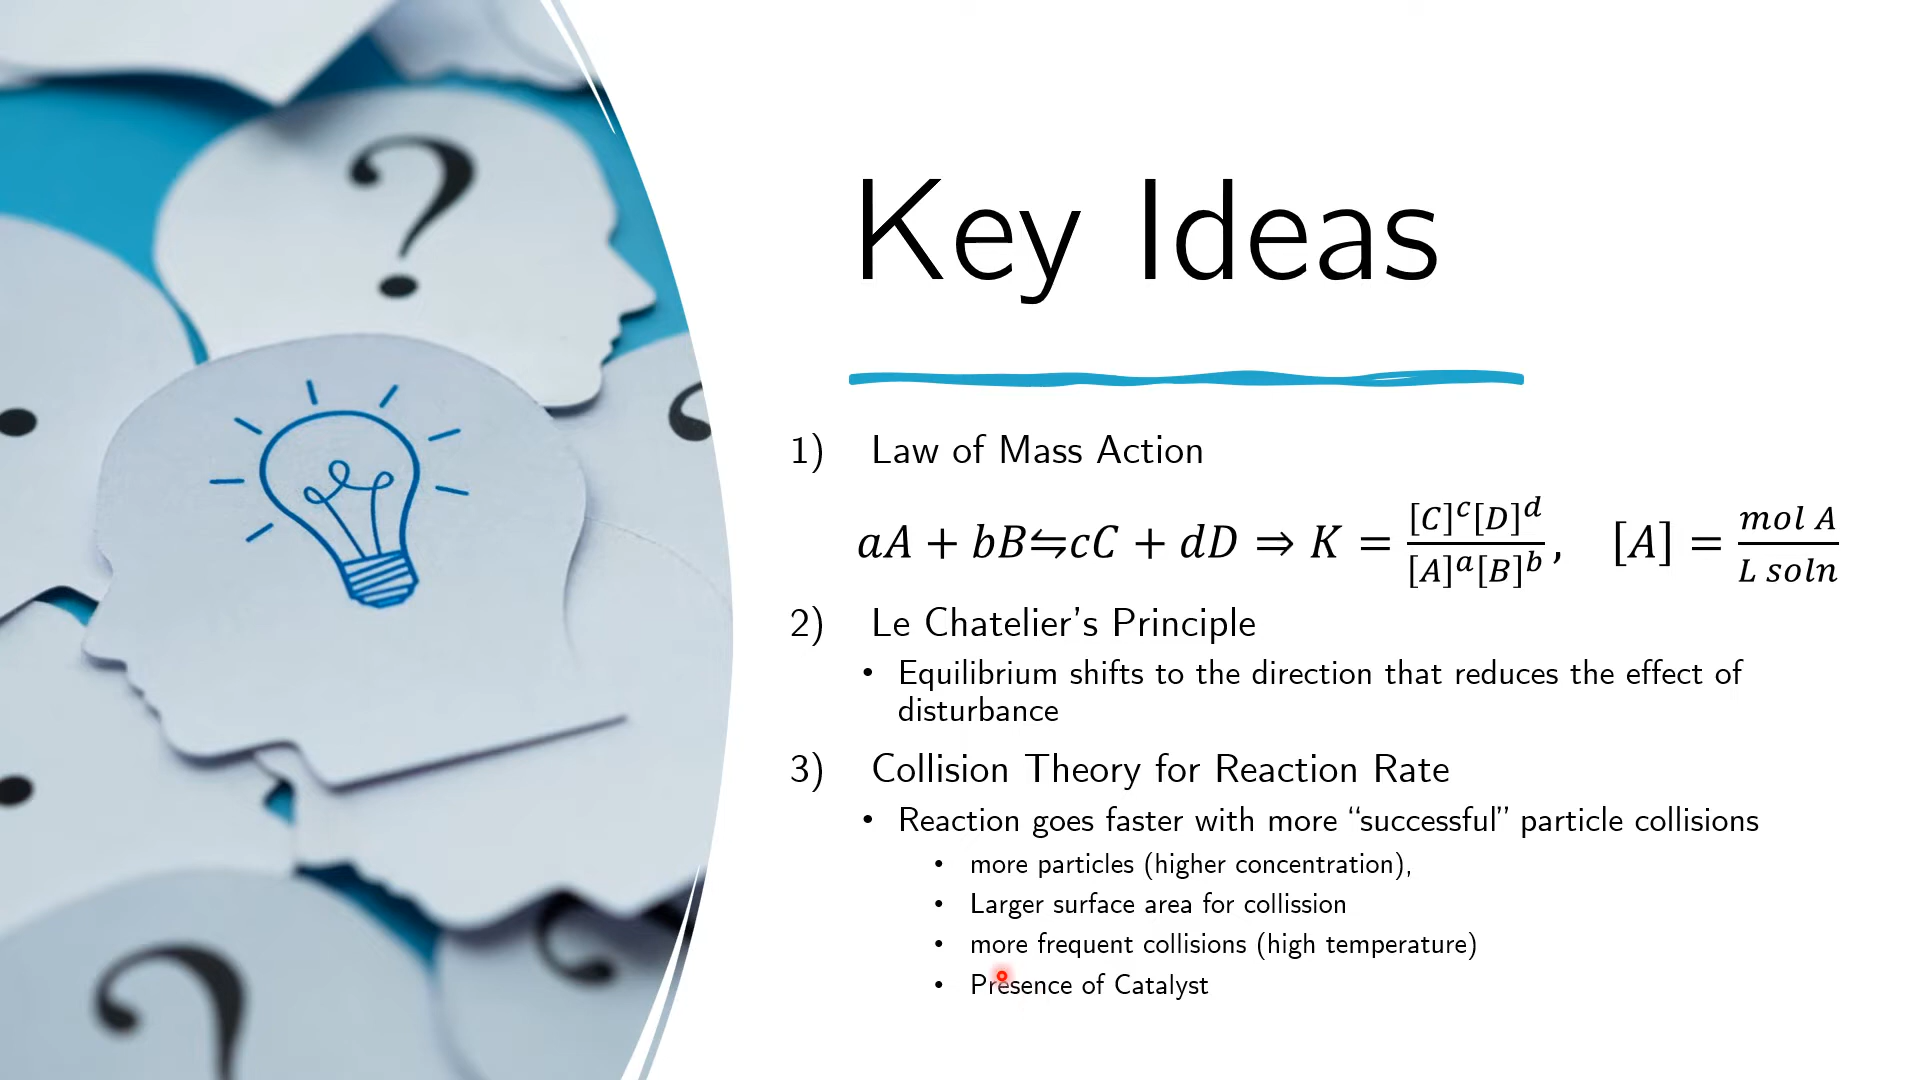 ?
Key Ideas
1) Law of Mass Action
aA + bB⇋cC + dD ⇒ K = [C]^c[D]^d / [A]^a[B]^b , [A] = mol A / L soln
2) Le Chatelier’s Principle
• Equilibrium shifts to the direction that reduces the effect of
disturbance
3) Collision Theory for Reaction Rate
• Reaction goes faster with more “successful” particle collisions
• more particles (higher concentration),
• Larger surface area for collission
• more frequent collisions (high temperature)
• Presence of Catalyst